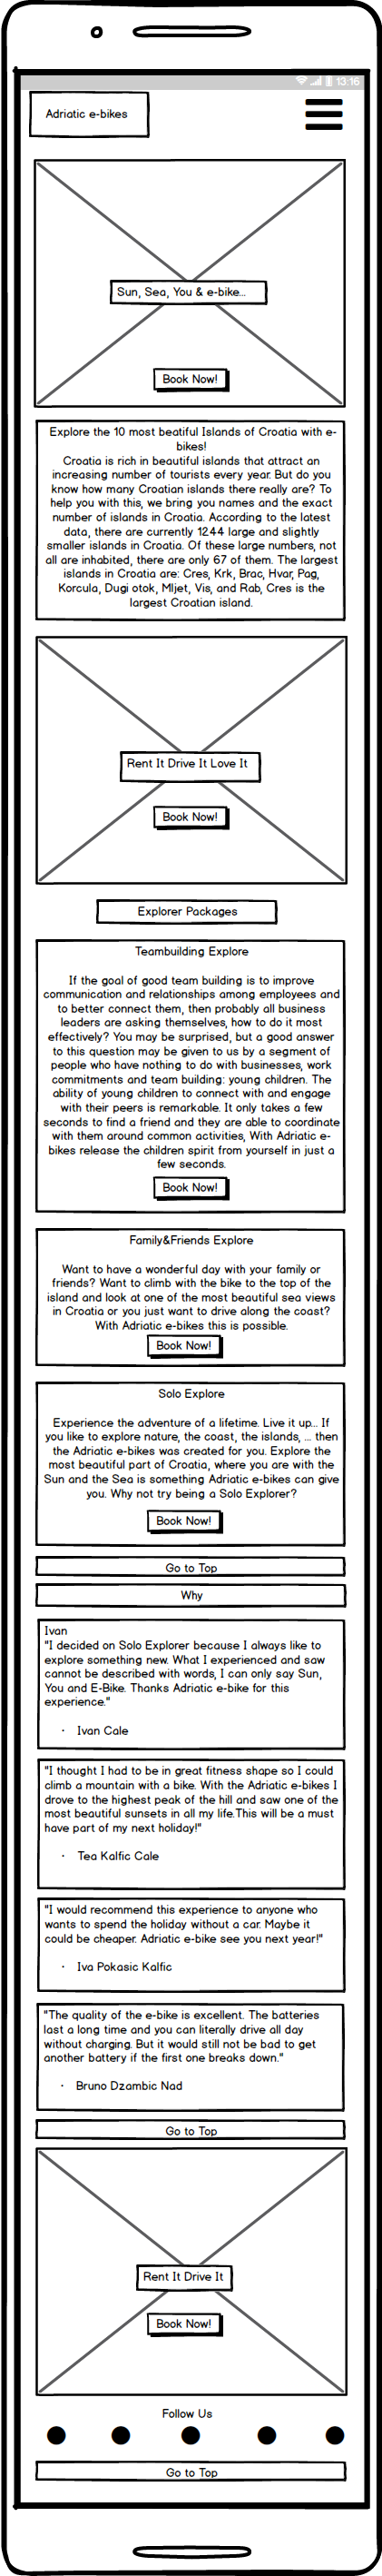 13:16
Adriatic e-bikes
Sun, Sea, You & e-bike...
Book Now!
Explore the 10 most beatiful Islands of Croatia with e-
bikes!
Croatia is rich in beautiful islands that attract an
increasing number of tourists every year. But do you
know how many Croatian islands there really are? To
help you with this, we bring you names and the exact
number of islands in Croatia. According to the latest
data, there are currently 1244 large and slightly
smaller islands in Croatia. Of these large numbers, not
all are inhabited, there are only 67 of them. The largest
islands in Croatia are: Cres, Krk, Brac, Hvar, Pag,
Korcula, Dugi otok, Mljet, Vis, and Rab, Cres is the
largest Croatian island.
Rent It Drive It Love It
Book Now!
Explorer Packages
Teambuilding Explore
If the goal of good team building is to improve
communication and relationships among employees and
to better connect them, then probably all business
leaders are asking themselves, how to do it most
effectively? You may be surprised, but a good answer
to this question may be given to us by a segment of
people who have nothing to do with businesses, work
commitments and team building: young children. The
ability of young children to connect with and engage
with their peers is remarkable. It only takes a few
seconds to find a friend and they are able to coordinate
with them around common activities, With Adriatic e-
bikes release the children spirit from yourself in just a
few seconds.
Book Now!
Family&Friends Explore
Want to have a wonderful day with your family or
friends? Want to climb with the bike to the top of the
island and look at one of the most beautiful sea views
in Croatia or you just want to drive along the coast?
With Adriatic e-bikes this is possible.
Book Now!
Solo Explore
Experience the adventure of a lifetime. Live it up... If
you like to explore nature, the coast, the islands, ... then
the Adriatic e-bikes was created for you. Explore the
most beautiful part of Croatia, where you are with the
Sun and the Sea is something Adriatic e-bikes can give
you. Why not try being a Solo Explorer?
Book Now!
Go to Top
Why
Ivan
"I decided on Solo Explorer because I always like to
explore something new. What I experienced and saw
cannot be described with words, I can only say Sun,
You and E-Bike. Thanks Adriatic e-bike for this
experience."
· Ivan Cale
"I thought I had to be in great fitness shape so I could
climb a mountain with a bike. With the Adriatic e-bikes I
drove to the highest peak of the hill and saw one of the
most beautiful sunsets in all my life.This will be a must
have part of my next holiday!"
· Tea Kalfic Cale
"I would recommend this experience to anyone who
wants to spend the holiday without a car. Maybe it
could be cheaper. Adriatic e-bike see you next year!"
· Iva Pokasic Kalfic
"The quality of the e-bike is excellent. The batteries
last a long time and you can literally drive all day
without charging. But it would still not be bad to get
another battery if the first one breaks down."
· Bruno Dzambic Nad
Go to Top
Rent It Drive It
Book Now!
Follow Us
Go to Top